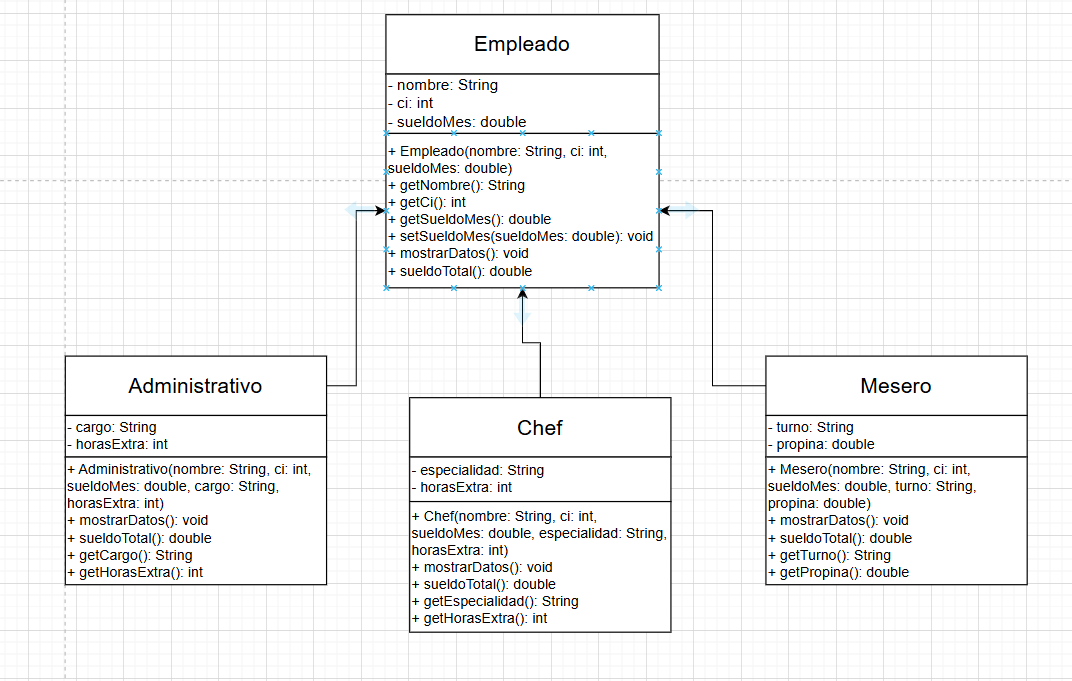 Empleado
- nombre: String
- ci: int
- sueldoMes: double
+ Empleado(nombre: String, ci: int,
sueldoMes: double)
+ getNombre(): String
+ getCi(): int
+ getSueldoMes(): double
+ setSueldoMes(sueldoMes: double): void
+ mostrarDatos(): void
+ sueldoTotal(): double
Administrativo
- cargo: String
- horasExtra: int
+ Administrativo(nombre: String, ci: int,
sueldoMes: double, cargo: String,
horasExtra: int)
+ mostrarDatos(): void
+ sueldoTotal(): double
+ getCargo(): String
+ getHorasExtra(): int
Chef
- especialidad: String
- horasExtra: int
+ Chef(nombre: String, ci: int,
sueldoMes: double, especialidad: String,
horasExtra: int)
+ mostrarDatos(): void
+ sueldoTotal(): double
+ getEspecialidad(): String
+ getHorasExtra(): int
Mesero
- turno: String
- propina: double
+ Mesero(nombre: String, ci: int,
sueldoMes: double, turno: String,
propina: double)
+ mostrarDatos(): void
+ sueldoTotal(): double
+ getTurno(): String
+ getPropina(): double